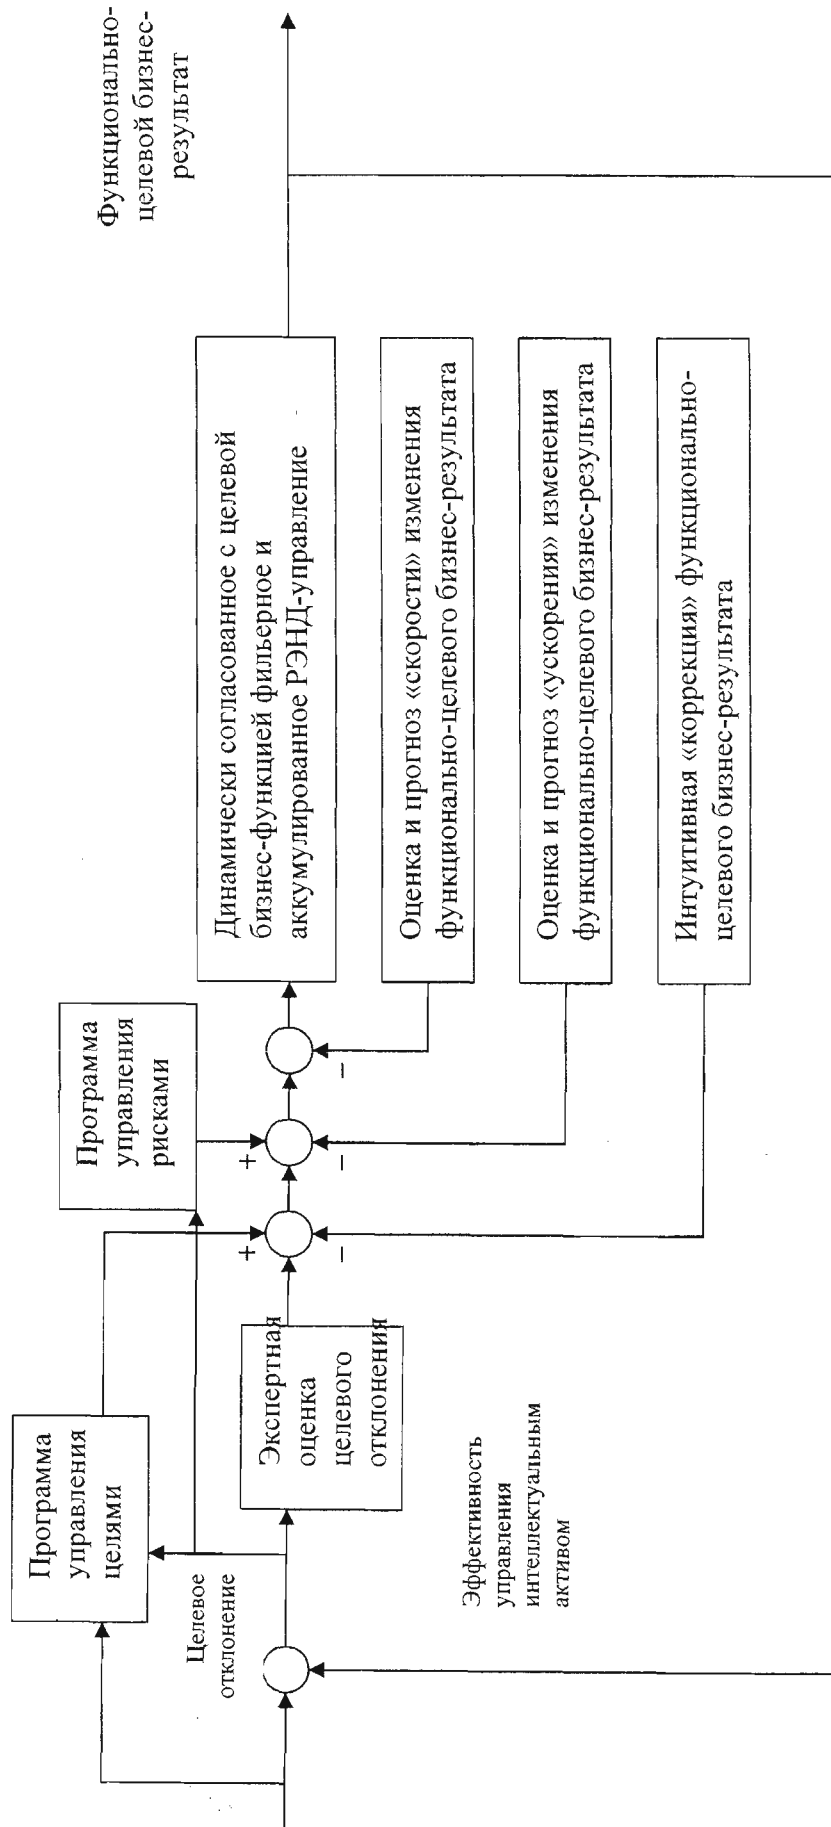 Функционально-
целевой бизнес-
результат
Динамически согласованное с целевой
бизнес-функцией фильерное и
аккумулированное РЭНД-управление
Оценка и прогноз «скорости» изменения
функционально-целевого бизнес-результата
Оценка и прогноз «ускорения» изменения
функционально-целевого бизнес-результата
Интуитивная «коррекция» функционально-
целевого бизнес-результата
Программа
управления
рисками
+
–
+
–
–
Экспертная
оценка
целевого
отклонения
Программа
управления
целями
Целевое
отклонение
Эффективность
управления
интеллектуальным
активом